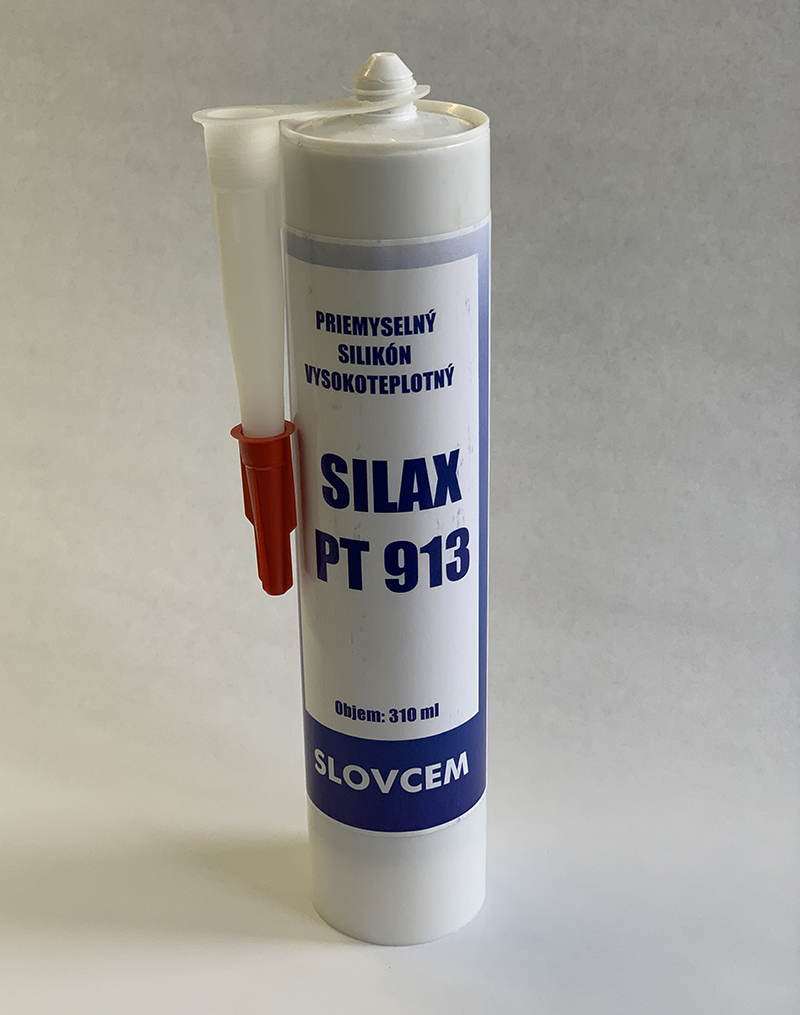 PRIEMYSELNÝ
SILIKÓN
VYSOKOTEPLOTNÝ
SILAX
PT 913
Objem: 310 ml
SLOVCEM